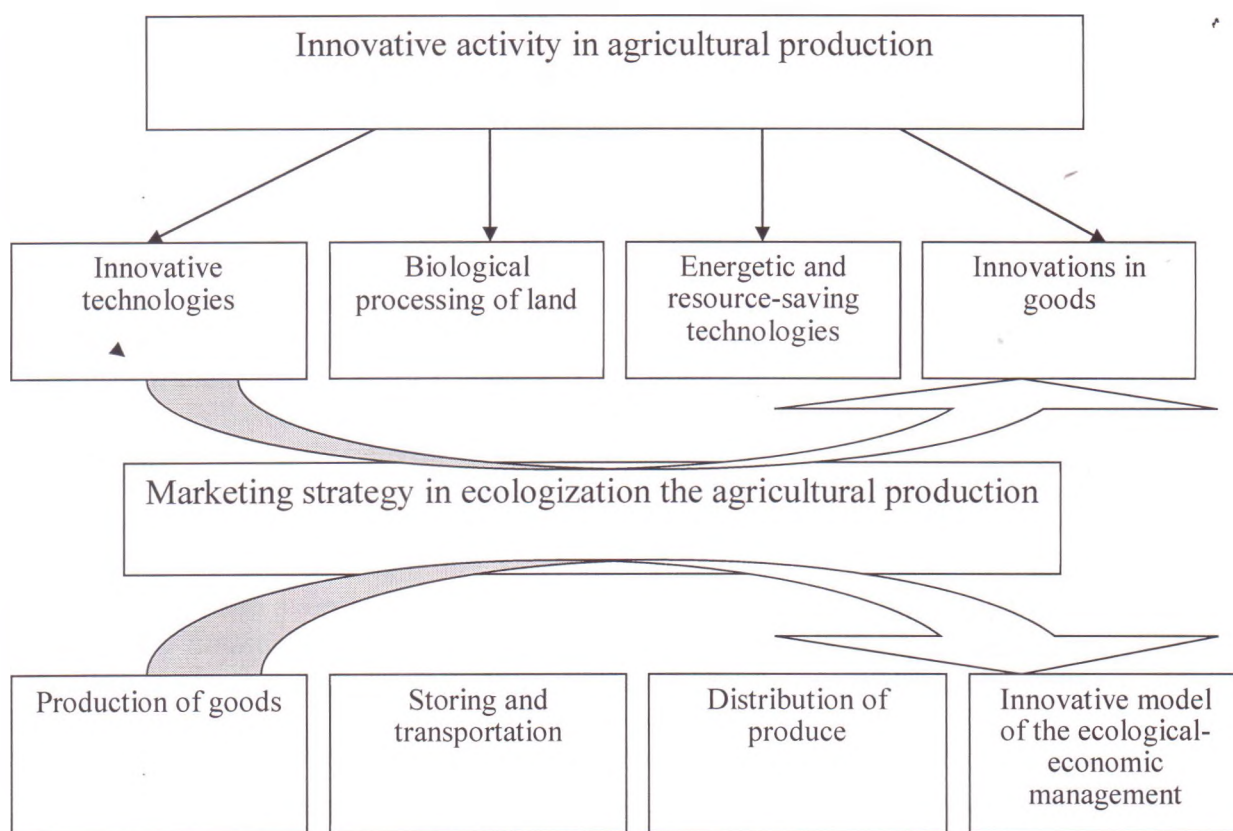 Innovative activity in agricultural production
Innovative
technologies
Biological
processing of land
Energetic and
resource-saving
technologies
Innovations in
goods
Marketing strategy in ecologization the agricultural production
Production of goods
Storing and
transportation
Distribution of
produce
Innovative model
of the ecological-
economic
management